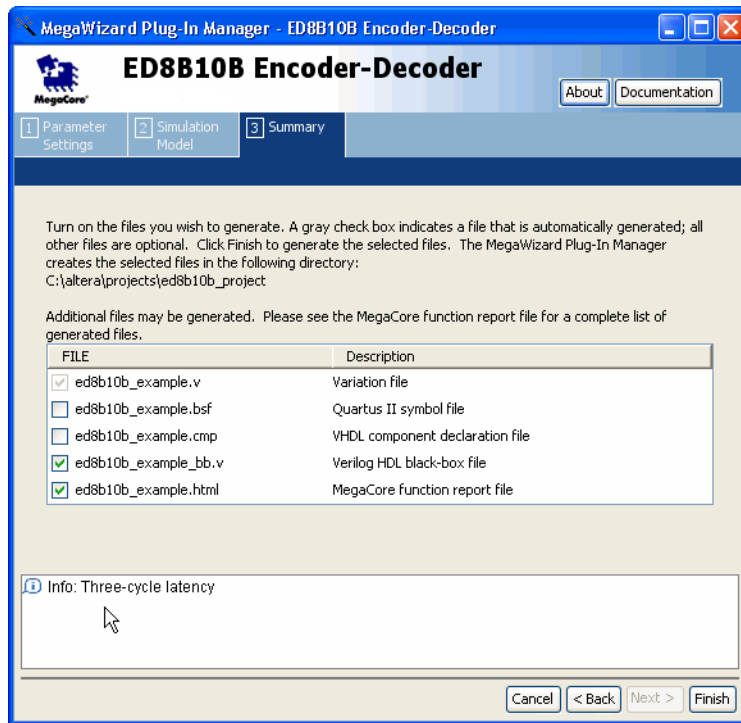 MegaWizard Plug-In Manager - ED8B10B Encoder-Decoder
ED8B10B Encoder-Decoder
MegaCore®
About
Documentation
1 Parameter Settings
2 Simulation Model
3 Summary
Turn on the files you wish to generate. A gray check box indicates a file that is automatically generated; all
other files are optional. Click Finish to generate the selected files. The MegaWizard Plug-In Manager
creates the selected files in the following directory:
C:\altera\projects\ed8b10b_project
Additional files may be generated. Please see the MegaCore function report file for a complete list of
generated files.
FILE Description
ed8b10b_example.v Variation file
ed8b10b_example.bsf Quartus II symbol file
ed8b10b_example.cmp VHDL component declaration file
ed8b10b_example_bb.v Verilog HDL black-box file
ed8b10b_example.html MegaCore function report file
Info: Three-cycle latency
Cancel < Back Next > Finish